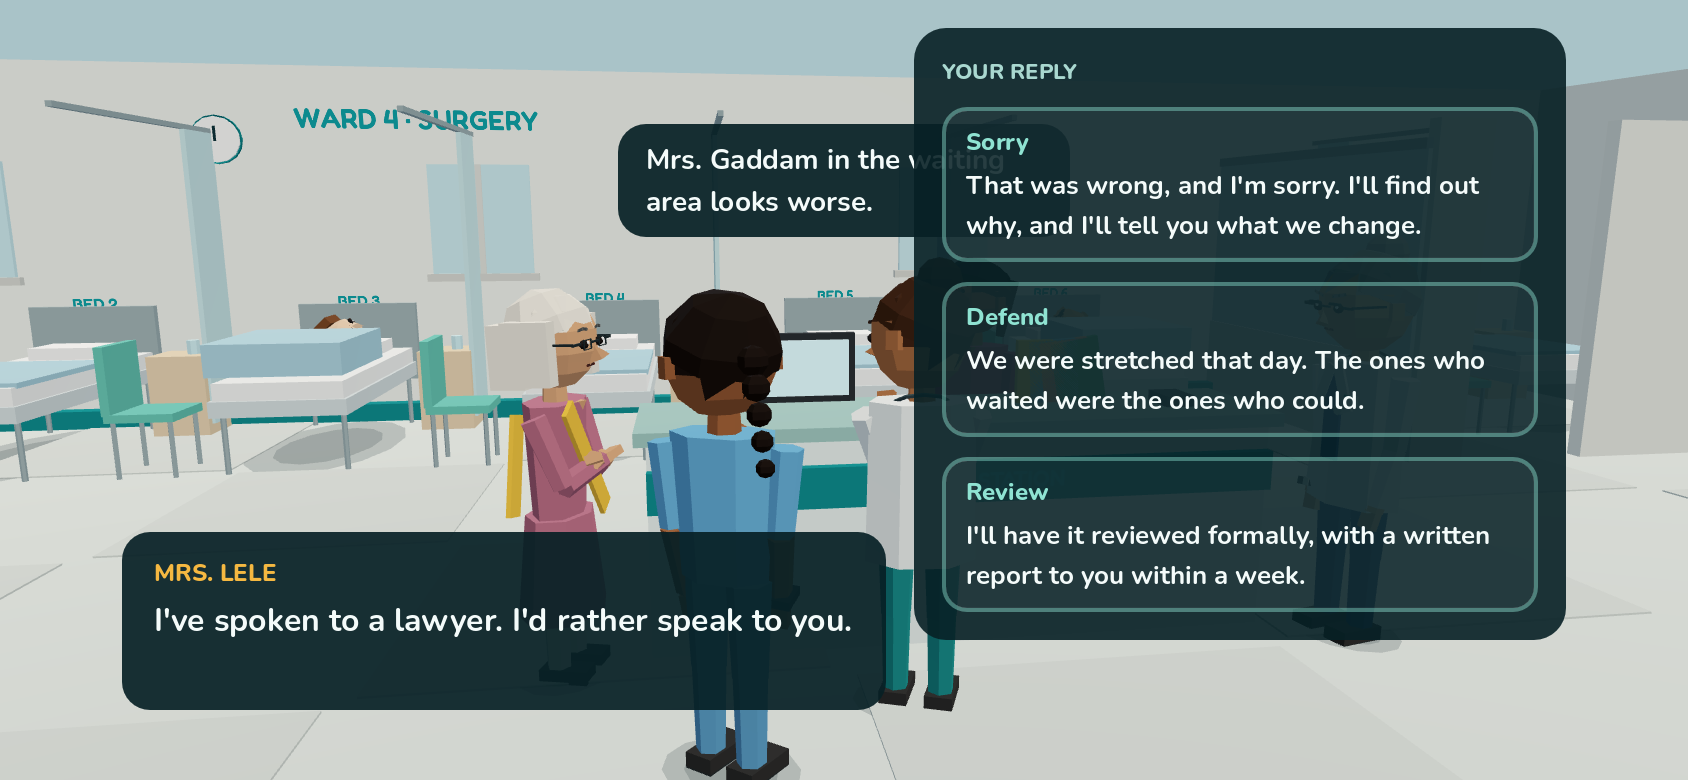 WARD 4 · SURGERY
BED 2
BED 3
BED 4
BED 5
Mrs. Gaddam in the waiting
area looks worse.
MRS. LELE
I've spoken to a lawyer. I'd rather speak to you.
YOUR REPLY
Sorry
That was wrong, and I'm sorry. I'll find out
why, and I'll tell you what we change.
Defend
We were stretched that day. The ones who
waited were the ones who could.
Review
I'll have it reviewed formally, with a written
report to you within a week.